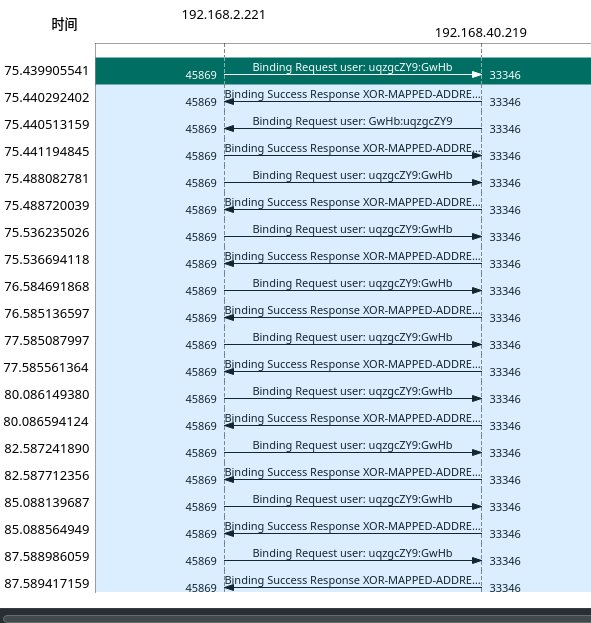 时间
192.168.2.221
192.168.40.219
75.439905541 45869 Binding Request user: uqzgcZY9:GwHb 33346
75.440292402 45869 Binding Success Response XOR-MAPPED-ADDRE... 33346
75.440513159 45869 Binding Request user: GwHb:uqzgcZY9 33346
75.441194845 45869 Binding Success Response XOR-MAPPED-ADDRE... 33346
75.488082781 45869 Binding Request user: uqzgcZY9:GwHb 33346
75.488720039 45869 Binding Success Response XOR-MAPPED-ADDRE... 33346
75.536235026 45869 Binding Request user: uqzgcZY9:GwHb 33346
75.536694118 45869 Binding Success Response XOR-MAPPED-ADDRE... 33346
76.584691868 45869 Binding Request user: uqzgcZY9:GwHb 33346
76.585136597 45869 Binding Success Response XOR-MAPPED-ADDRE... 33346
77.585087997 45869 Binding Request user: uqzgcZY9:GwHb 33346
77.585561364 45869 Binding Success Response XOR-MAPPED-ADDRE... 33346
80.086149380 45869 Binding Request user: uqzgcZY9:GwHb 33346
80.086594124 45869 Binding Success Response XOR-MAPPED-ADDRE... 33346
82.587241890 45869 Binding Request user: uqzgcZY9:GwHb 33346
82.587712356 45869 Binding Success Response XOR-MAPPED-ADDRE... 33346
85.088139687 45869 Binding Request user: uqzgcZY9:GwHb 33346
85.088564949 45869 Binding Success Response XOR-MAPPED-ADDRE... 33346
87.588986059 45869 Binding Request user: uqzgcZY9:GwHb 33346
87.589417159 45869 Binding Success Response XOR-MAPPED-ADDRE... 33346